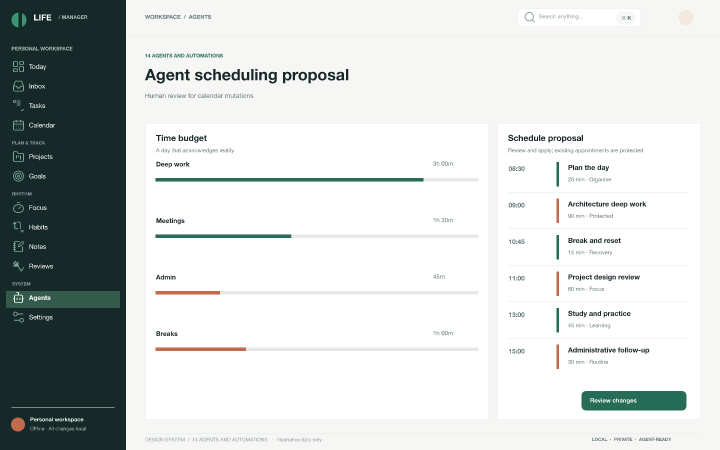 LIFE / MANAGER
PERSONAL WORKSPACE
Today
Inbox
Tasks
Calendar
PLAN & TRACK
Projects
Goals
RHYTHM
Focus
Habits
Notes
Reviews
SYSTEM
Agents
Settings
Personal workspace
Offline · All changes local
WORKSPACE / AGENTS
Search anything...
⌘ K
14 AGENTS AND AUTOMATIONS
Agent scheduling proposal
Human review for calendar mutations
Time budget
A day that acknowledges reality
Deep work 3h 00m
Meetings 1h 30m
Admin 45m
Breaks 1h 00m
Schedule proposal
Review and apply; existing appointments are protected
08:30 Plan the day
20 min · Organise
09:00 Architecture deep work
90 min · Protected
10:45 Break and reset
15 min · Recovery
11:00 Project design review
60 min · Focus
13:00 Study and practice
45 min · Learning
15:00 Administrative follow-up
30 min · Routine
Review changes
DESIGN SYSTEM / 14 AGENTS AND AUTOMATIONS · Illustrative data only
LOCAL · PRIVATE · AGENT-READY